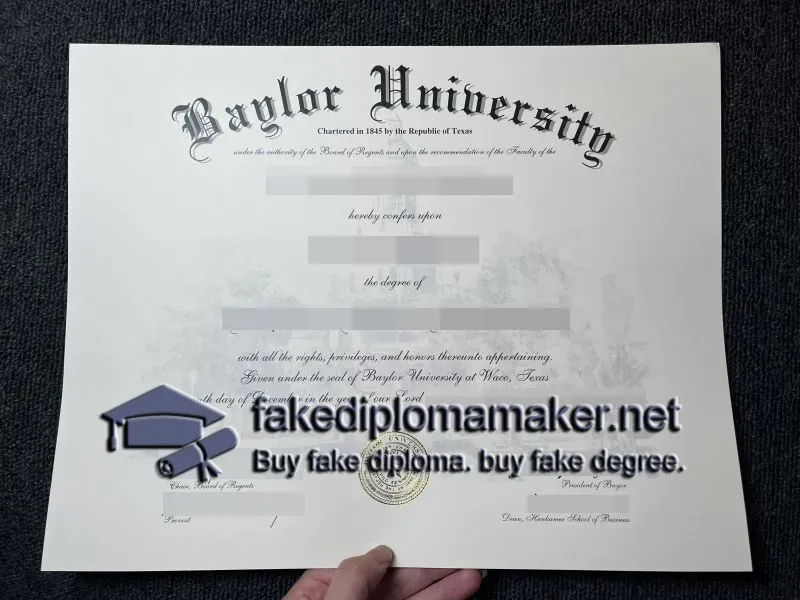 Baylor University
Chartered in 1845 by the Republic of Texas
under the authority of the Board of Regents and upon the recommendation of the Faculty of the
hereby confers upon
the degree of
with all the rights, privileges, and honors thereunto appertaining.
Given under the seal of Baylor University at Waco, Texas
day of December in the year of our Lord
fakediplomamaker.net
Buy fake diploma. buy fake degree.
Chair, Board of Regents
President of Bayor
Provost
Dean, Hankamer School of Business